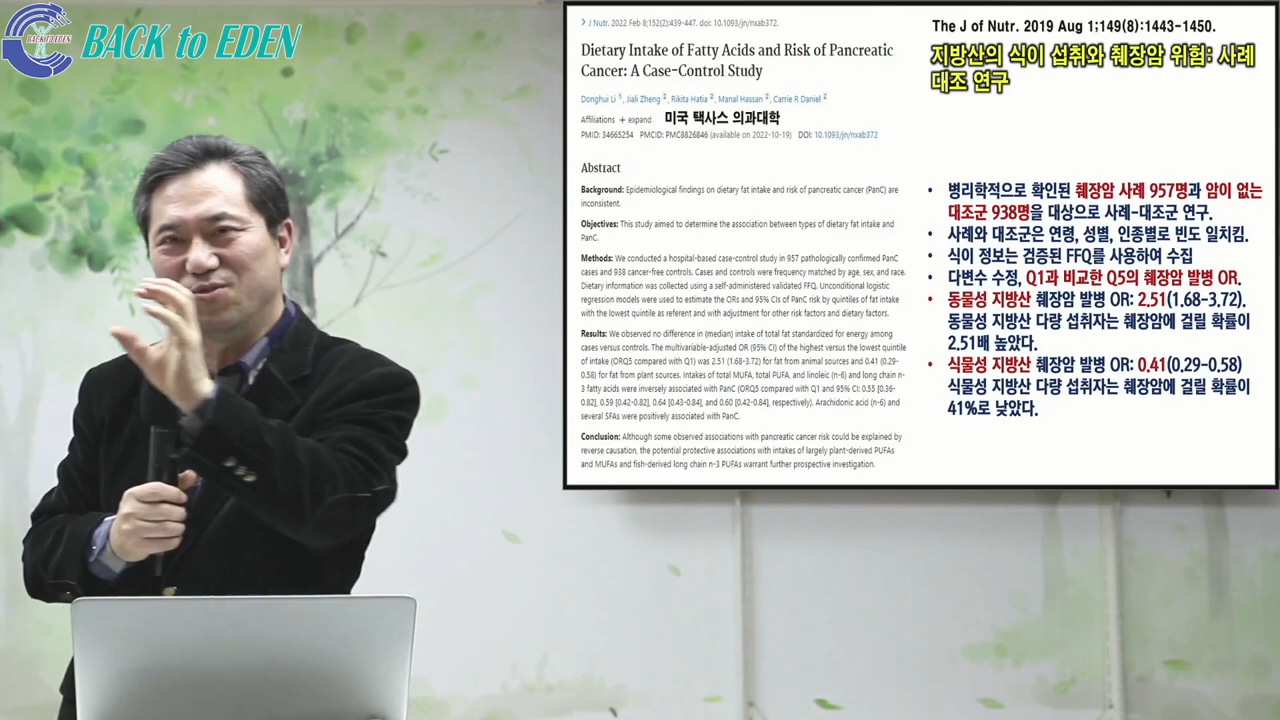 BACK to EDEN
BACK to EDEN
J Nutr. 2022 Feb 8;152(2):439-447. doi: 10.1093/jn/nxab372.
Dietary Intake of Fatty Acids and Risk of Pancreatic
Cancer: A Case-Control Study
Donghui Li 1, Jiali Zheng 2, Rikita Hatia 2, Manal Hassan 2, Carrie R Daniel 2
Affiliations + expand 미국 택사스 의과대학
PMID: 34665254 PMCID: PMC8826846 (available on 2022-10-19) DOI: 10.1093/jn/nxab372
Abstract
Background: Epidemiological findings on dietary fat intake and risk of pancreatic cancer (PanC) are
inconsistent.
Objectives: This study aimed to determine the association between types of dietary fat intake and
PanC.
Methods: We conducted a hospital-based case-control study in 957 pathologically confirmed PanC
cases and 938 cancer-free controls. Cases and controls were frequency matched by age, sex, and race.
Dietary information was collected using a self-administered validated FFQ. Unconditional logistic
regression models were used to estimate the ORs and 95% CIs of PanC risk by quintiles of fat intake
with the lowest quintile as referent and with adjustment for other risk factors and dietary factors.
Results: We observed no difference in (median) intake of total fat standardized for energy among
cases versus controls. The multivariable-adjusted OR (95% CI) of the highest versus the lowest quintile
of intake (ORQ5 compared with Q1) was 2.51 (1.68-3.72) for fat from animal sources and 0.41 (0.29-
0.58) for fat from plant sources. Intakes of total MUFA, total PUFA, and linoleic (n-6) and long chain n-
3 fatty acids were inversely associated with PanC (ORQ5 compared with Q1 and 95% CI: 0.55 [0.36-
0.82], 0.59 [0.42-0.82], 0.64 [0.43-0.84], and 0.60 [0.42-0.84], respectively). Arachidonic acid (n-6) and
several SFAs were positively associated with PanC.
Conclusion: Although some observed associations with pancreatic cancer risk could be explained by
reverse causation, the potential protective associations with intakes of largely plant-derived PUFAs
and MUFAs and fish-derived long chain n-3 PUFAs warrant further prospective investigation.
The J of Nutr. 2019 Aug 1;149(8):1443-1450.
지방산의 식이 섭취와 췌장암 위험: 사례
대조 연구
• 병리학적으로 확인된 췌장암 사례 957명과 암이 없는
대조군 938명을 대상으로 사례-대조군 연구.
• 사례와 대조군은 연령, 성별, 인종별로 빈도 일치킴.
• 식이 정보는 검증된 FFQ를 사용하여 수집
• 다변수 수정, Q1과 비교한 Q5의 췌장암 발병 OR.
• 동물성 지방산 췌장암 발병 OR: 2.51(1.68-3.72).
동물성 지방산 다량 섭취자는 췌장암에 걸릴 확률이
2.51배 높았다.
• 식물성 지방산 췌장암 발병 OR: 0.41(0.29-0.58)
식물성 지방산 다량 섭취자는 췌장암에 걸릴 확률이
41%로 낮았다.